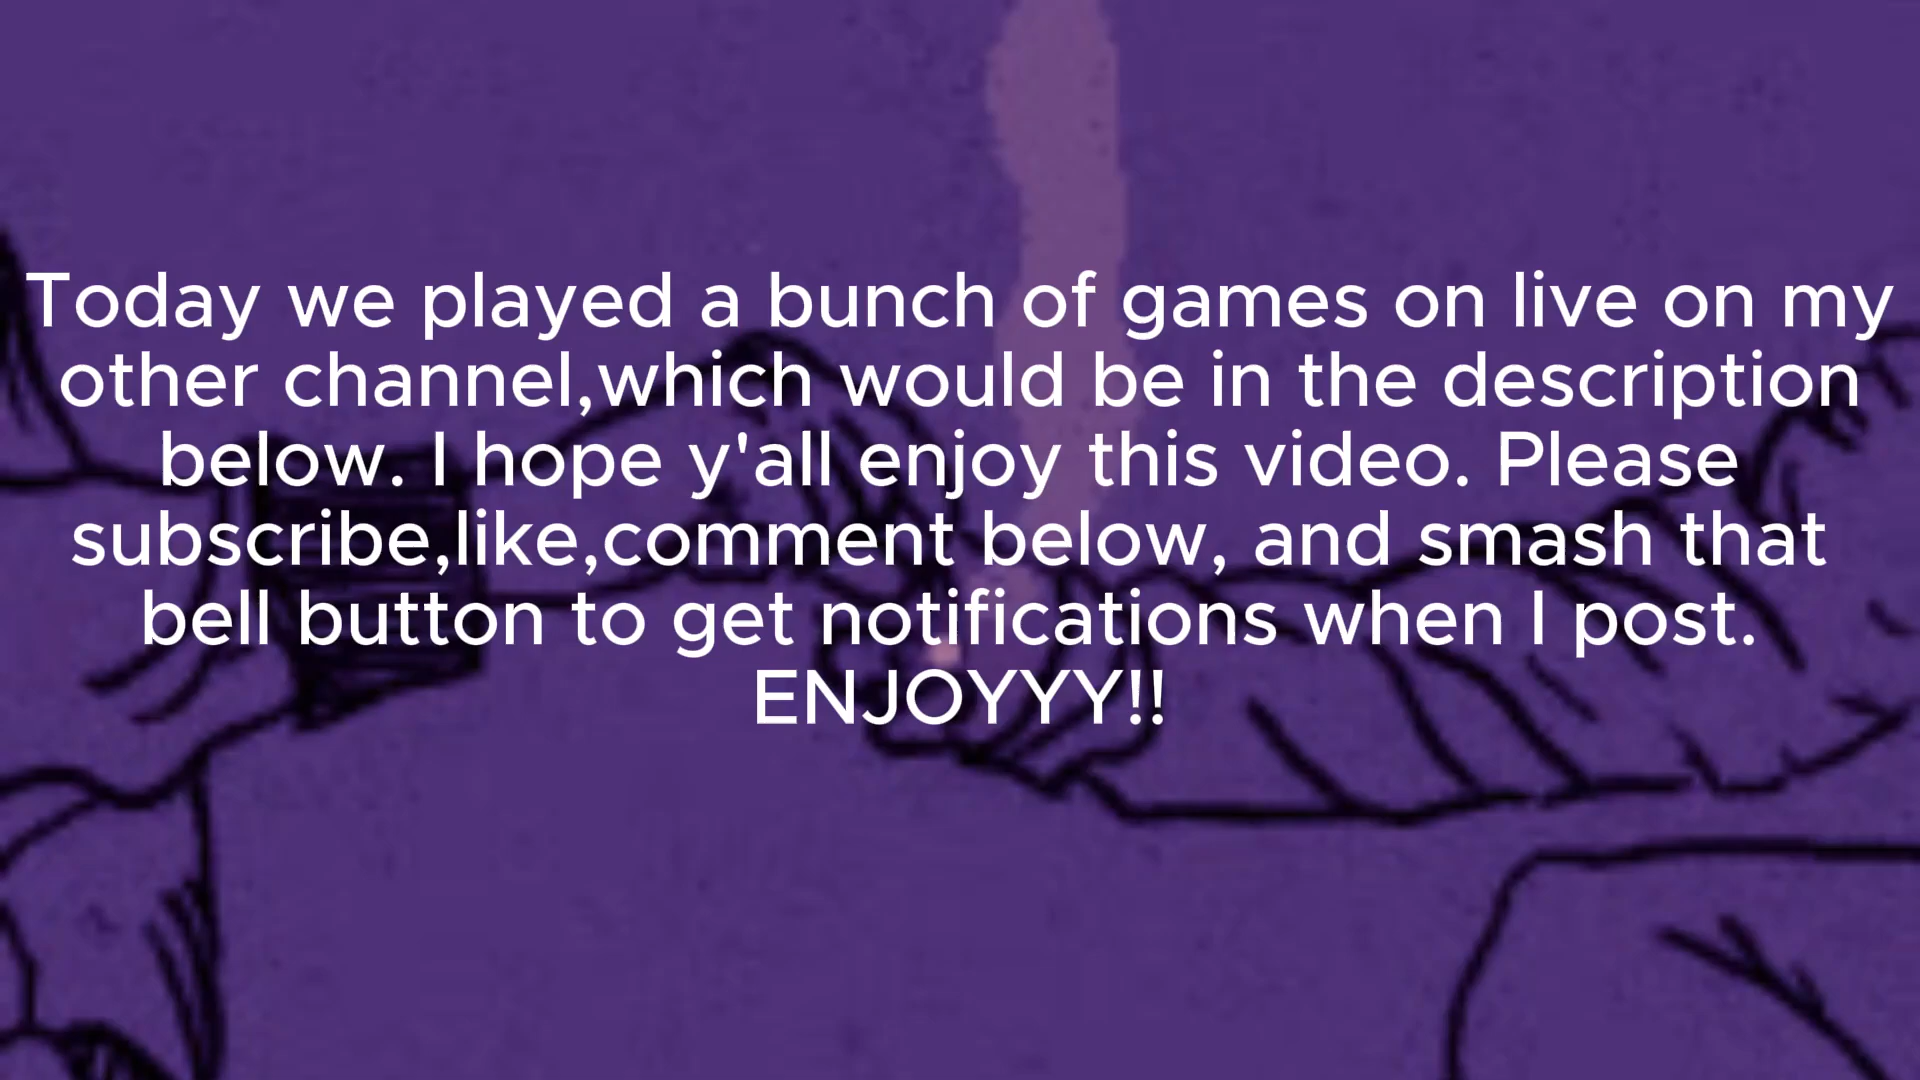 Today we played a bunch of games on live on my
other channel,which would be in the description
below. I hope y'all enjoy this video. Please
subscribe,like,comment below, and smash that
bell button to get notifications when I post.
ENJOYYY!!